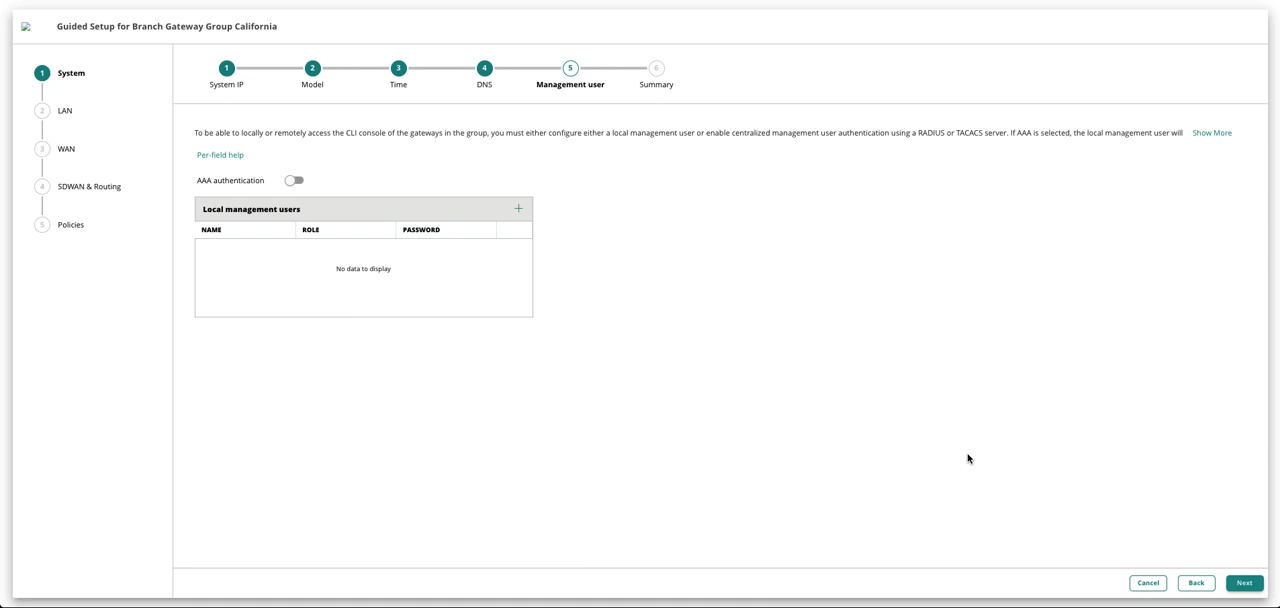 Guided Setup for Branch Gateway Group California
1 System
2 LAN
3 WAN
4 SDWAN & Routing
5 Policies
1 2 3 4 5 6
System IP Model Time DNS Management user Summary
To be able to locally or remotely access the CLI console of the gateways in the group, you must either configure either a local management user or enable centralized management user authentication using a RADIUS or TACACS server. If AAA is selected, the local management user will Show More
Per-field help
AAA authentication
Local management users
NAME ROLE PASSWORD
No data to display
Cancel Back Next